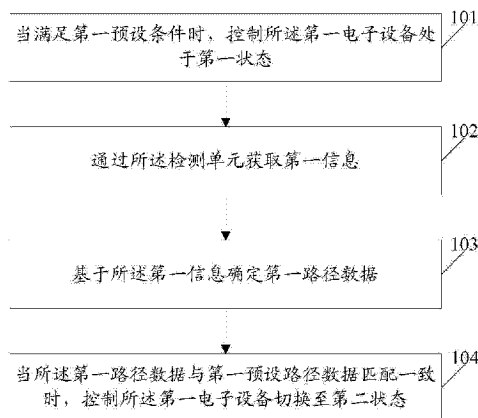 101
当满足第一预设条件时，控制所述第一电子设备处
于第一状态
102
通过所述检测单元获取第一信息
103
基于所述第一信息确定第一路径数据
104
当所述第一路径数据与第一预设路径数据匹配一致
时，控制所述第一电子设备切换至第二状态